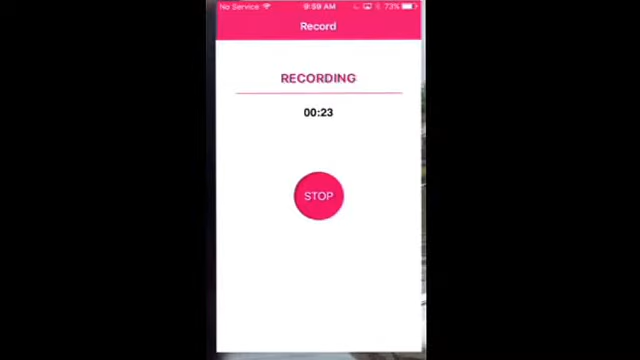 No Service 9:59 AM 73%
Record
RECORDING
00:23
STOP